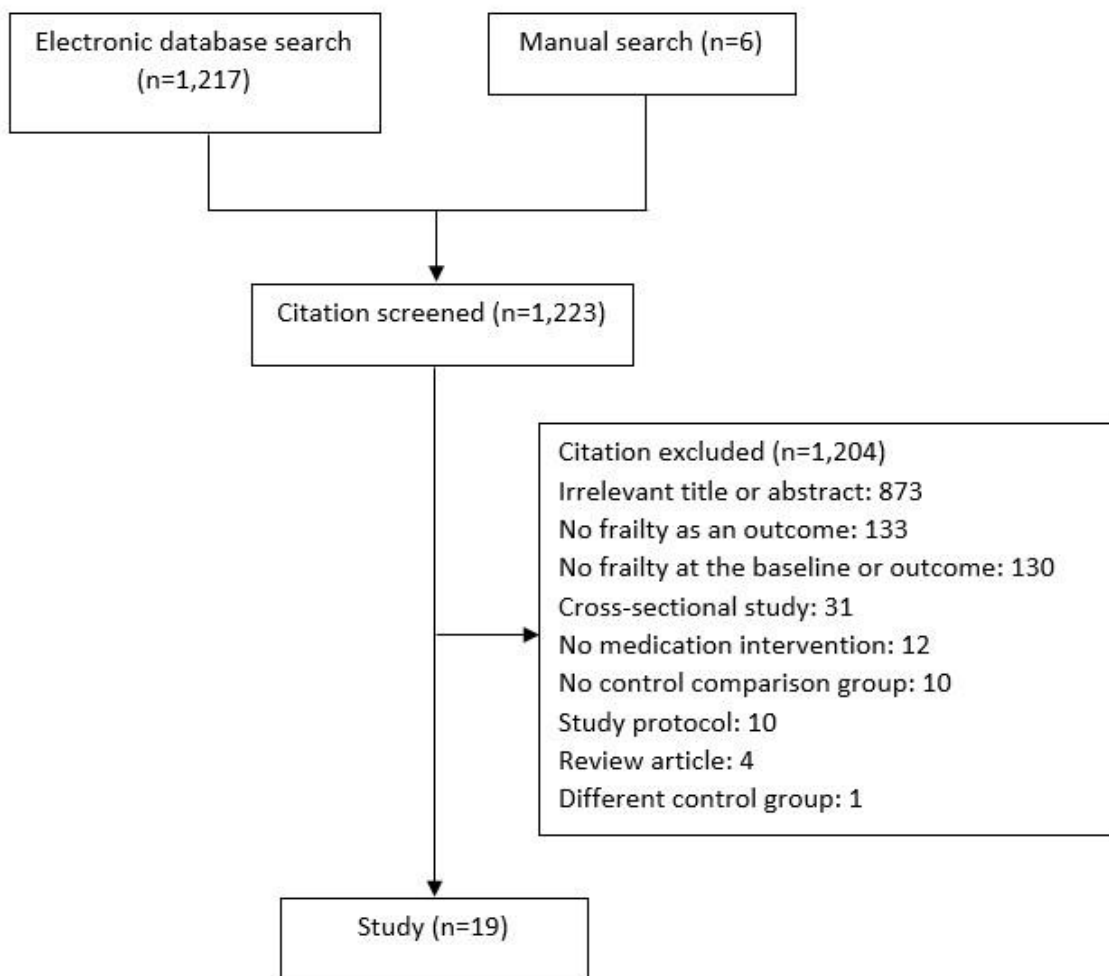 Electronic database search
(n=1,217)
Manual search (n=6)
Citation screened (n=1,223)
Citation excluded (n=1,204)
Irrelevant title or abstract: 873
No frailty as an outcome: 133
No frailty at the baseline or outcome: 130
Cross-sectional study: 31
No medication intervention: 12
No control comparison group: 10
Study protocol: 10
Review article: 4
Different control group: 1
Study (n=19)